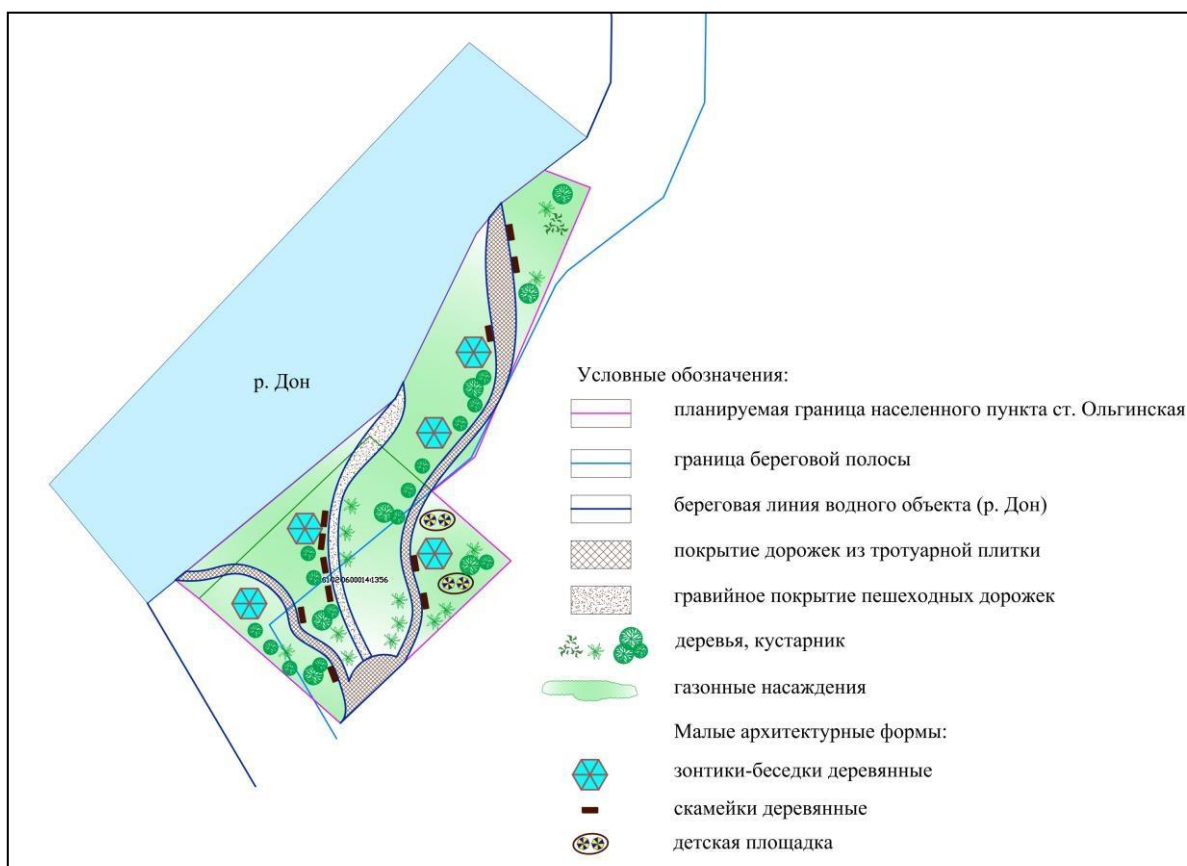 р. Дон
Условные обозначения:
планируемая граница населенного пункта ст. Ольгинская
граница береговой полосы
береговая линия водного объекта (р. Дон)
покрытие дорожек из тротуарной плитки
гравийное покрытие пешеходных дорожек
деревья, кустарник
газонные насаждения
Малые архитектурные формы:
зонтики-беседки деревянные
скамейки деревянные
детская площадка